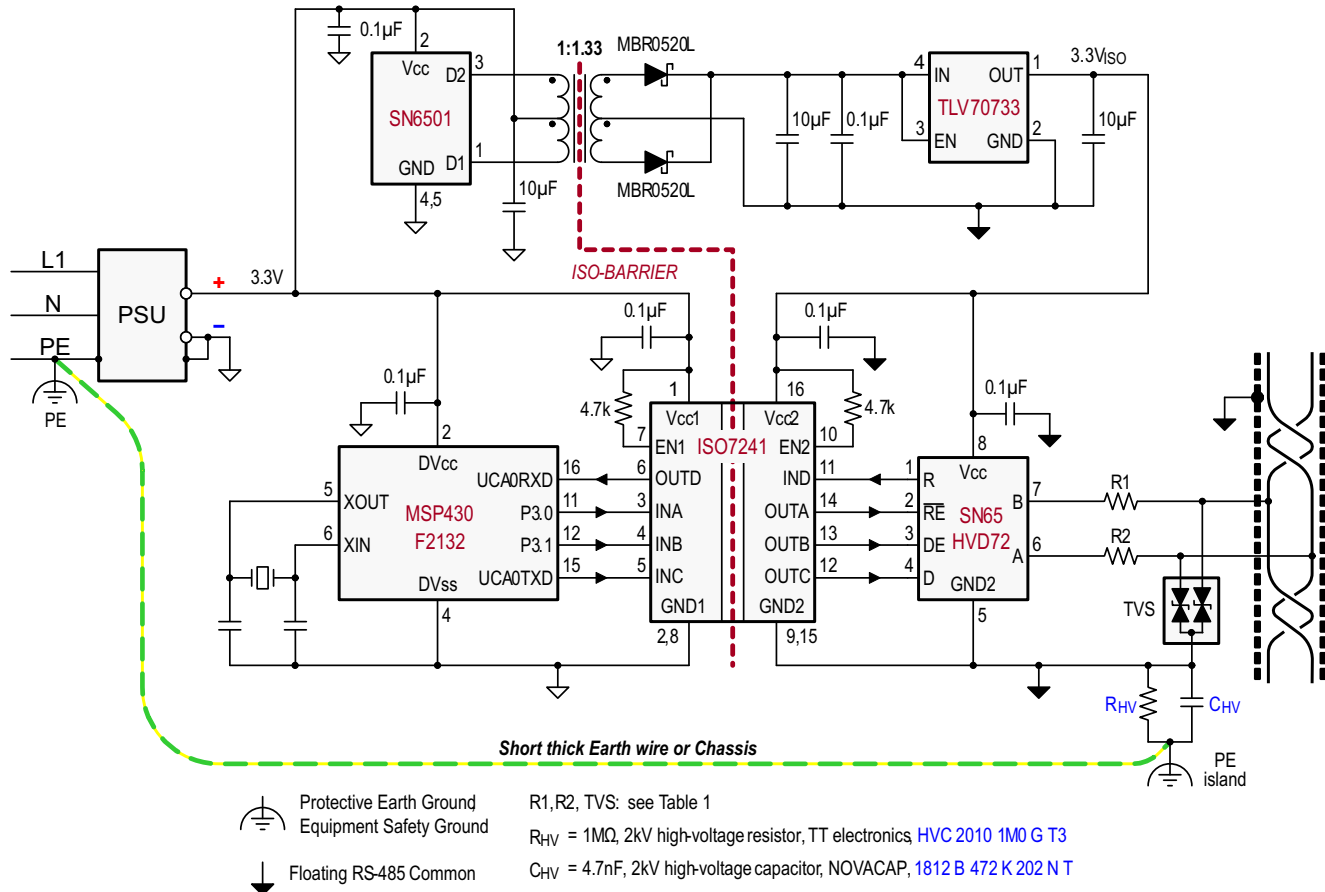 0.1µF
2
Vcc
D2
3
SN6501
D1
1
GND
4,5
10µF
1:1.33
MBR0520L
MBR0520L
10µF
0.1µF
4
IN
OUT
1
TLV70733
3
EN
GND
2
3.3VISO
10µF
ISO-BARRIER
L1
N
PE
PSU
+
−
3.3V
PE
0.1µF
0.1µF
4.7k
1
Vcc1
7
EN1
ISO7241
0.1µF
16
Vcc2
4.7k
EN2
10
0.1µF
2
DVcc
5
XOUT
6
XIN
MSP430
F2132
UCA0RXD
16
P3.0
11
P3.1
12
UCA0TXD
15
DVss
4
6
OUTD
3
INA
4
INB
5
INC
GND1
2,8
IND
11
OUTA
14
OUTB
13
OUTC
12
GND2
9,15
8
Vcc
1
R
2
RE
3
DE
4
D
SN65
HVD72
B
7
A
6
GND2
5
R1
R2
TVS
RHV
CHV
PE
island
Short thick Earth wire or Chassis
Protective Earth Ground
Equipment Safety Ground
Floating RS-485 Common
R1,R2, TVS: see Table 1
RHV = 1MΩ, 2kV high-voltage resistor, TT electronics, HVC 2010 1M0 G T3
CHV = 4.7nF, 2kV high-voltage capacitor, NOVACAP, 1812 B 472 K 202 N T